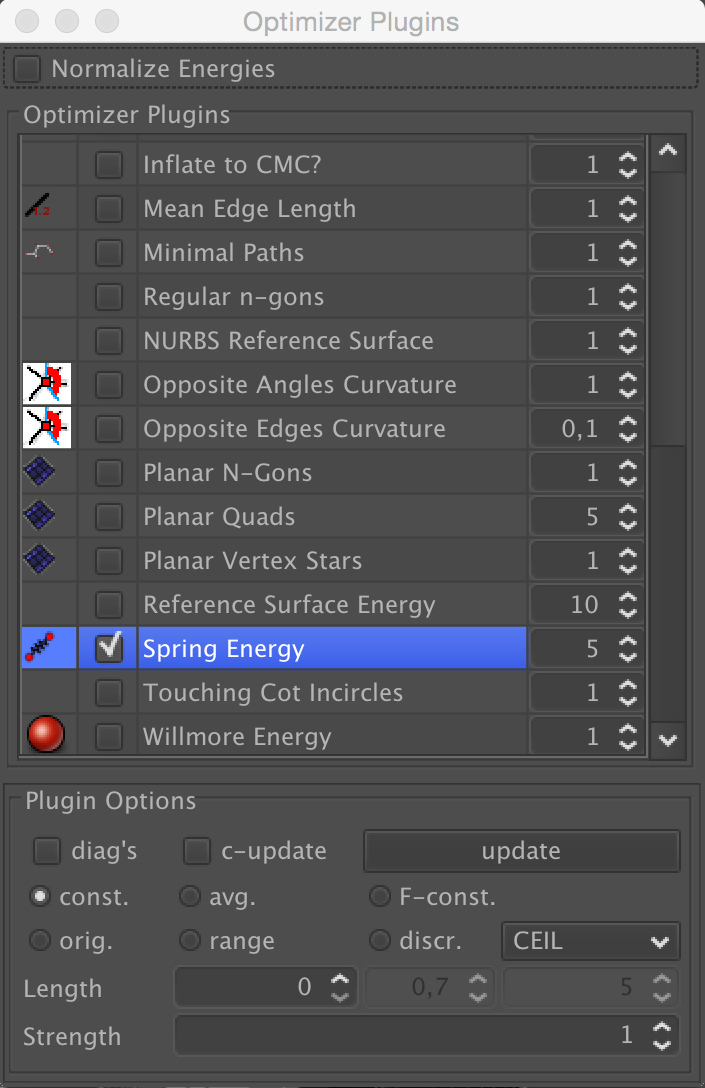 Optimizer Plugins
Normalize Energies
Optimizer Plugins
Inflate to CMC? 1
1.2 Mean Edge Length 1
Minimal Paths 1
Regular n-gons 1
NURBS Reference Surface 1
Opposite Angles Curvature 1
Opposite Edges Curvature 0,1
Planar N-Gons 1
Planar Quads 5
Planar Vertex Stars 1
Reference Surface Energy 10
Spring Energy 5
Touching Cot Incircles 1
Willmore Energy 1
Plugin Options
diag's c-update update
const. avg. F-const.
orig. range discr. CEIL
Length 0 0,7 5
Strength 1